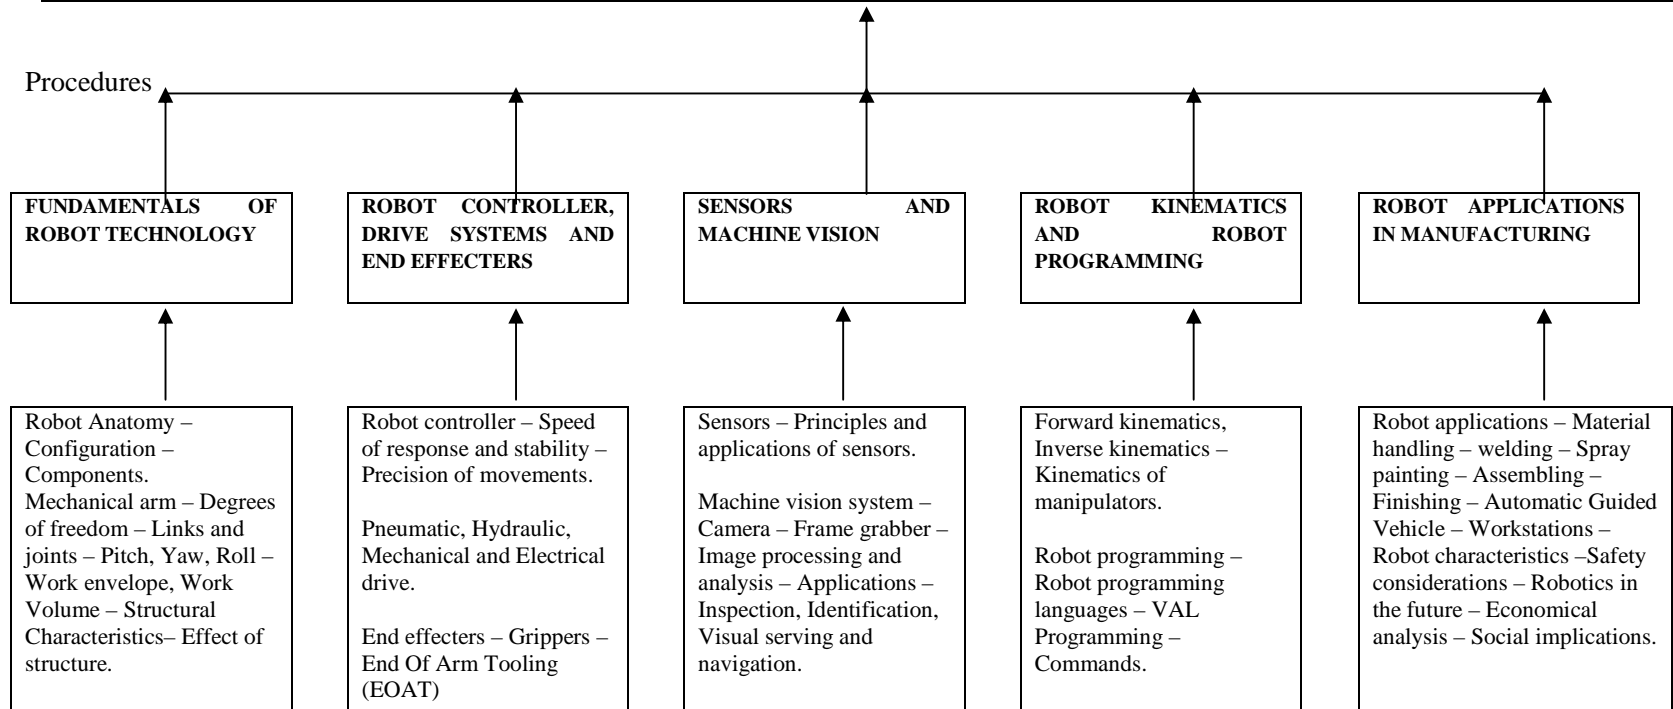 Procedures
FUNDAMENTALS OF
ROBOT TECHNOLOGY
ROBOT CONTROLLER,
DRIVE SYSTEMS AND
END EFFECTERS
SENSORS AND
MACHINE VISION
ROBOT KINEMATICS
AND ROBOT
PROGRAMMING
ROBOT APPLICATIONS
IN MANUFACTURING
Robot Anatomy –
Configuration –
Components.
Mechanical arm – Degrees
of freedom – Links and
joints – Pitch, Yaw, Roll –
Work envelope, Work
Volume – Structural
Characteristics– Effect of
structure.
Robot controller – Speed
of response and stability –
Precision of movements.
Pneumatic, Hydraulic,
Mechanical and Electrical
drive.
End effecters – Grippers –
End Of Arm Tooling
(EOAT)
Sensors – Principles and
applications of sensors.
Machine vision system –
Camera – Frame grabber –
Image processing and
analysis – Applications –
Inspection, Identification,
Visual serving and
navigation.
Forward kinematics,
Inverse kinematics –
Kinematics of
manipulators.
Robot programming –
Robot programming
languages – VAL
Programming –
Commands.
Robot applications – Material
handling – welding – Spray
painting – Assembling –
Finishing – Automatic Guided
Vehicle – Workstations –
Robot characteristics –Safety
considerations – Robotics in
the future – Economical
analysis – Social implications.